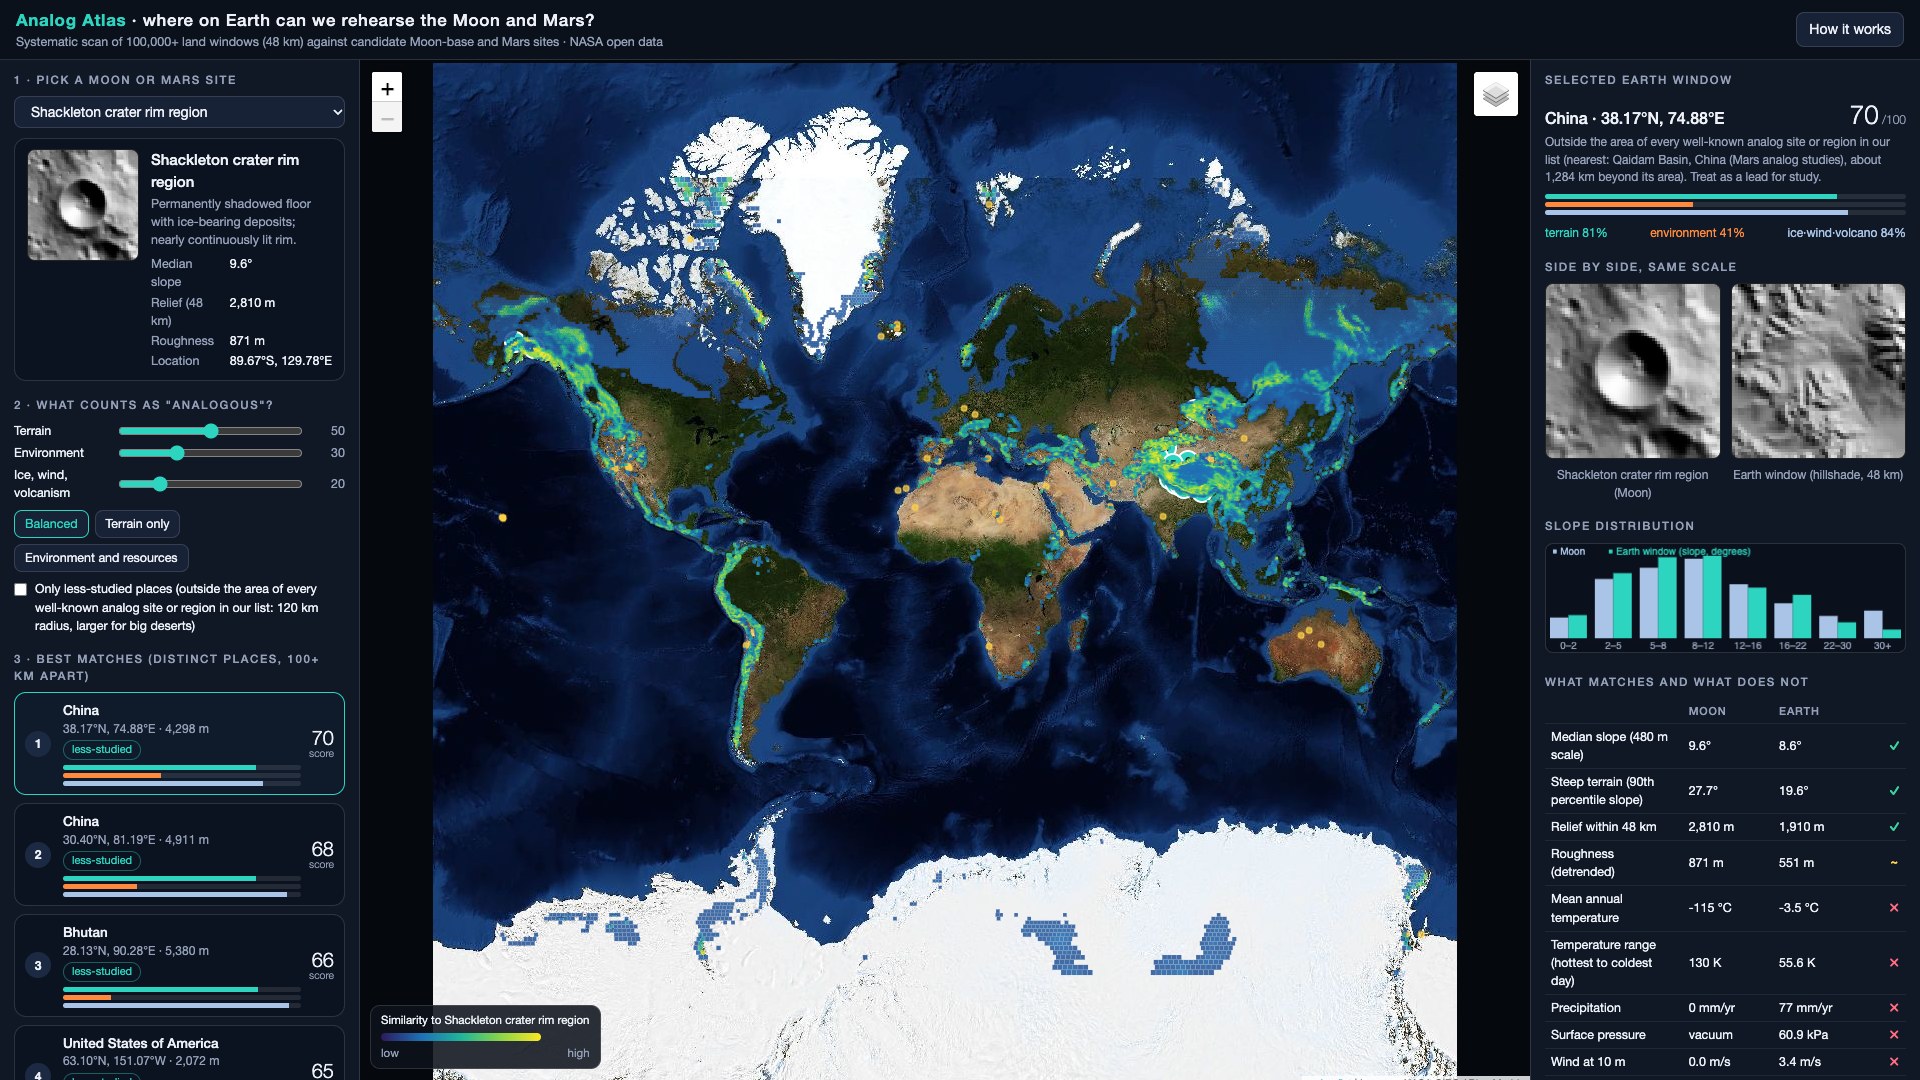 Analog Atlas · where on Earth can we rehearse the Moon and Mars?
Systematic scan of 100,000+ land windows (48 km) against candidate Moon-base and Mars sites · NASA open data
How it works
1 · PICK A MOON OR MARS SITE
Shackleton crater rim region
Shackleton crater rim
region
Permanently shadowed floor
with ice-bearing deposits;
nearly continuously lit rim.
Median slope 9.6°
Relief (48 km) 2,810 m
Roughness 871 m
Location 89.67°S, 129.78°E
2 · WHAT COUNTS AS "ANALOGOUS"?
Terrain 50
Environment 30
Ice, wind, volcanism 20
Balanced
Terrain only
Environment and resources
Only less-studied places (outside the area of every
well-known analog site or region in our list: 120 km
radius, larger for big deserts)
3 · BEST MATCHES (DISTINCT PLACES, 100+
KM APART)
1
China
38.17°N, 74.88°E · 4,298 m
less-studied
70
score
2
China
30.40°N, 81.19°E · 4,911 m
less-studied
68
score
3
Bhutan
28.13°N, 90.28°E · 5,380 m
less-studied
66
score
4
United States of America
63.10°N, 151.07°W · 2,072 m
65
+
−
Similarity to Shackleton crater rim region
low high
SELECTED EARTH WINDOW
China · 38.17°N, 74.88°E 70/100
Outside the area of every well-known analog site or region in our
list (nearest: Qaidam Basin, China (Mars analog studies), about
1,284 km beyond its area). Treat as a lead for study.
terrain 81% environment 41% ice·wind·volcano 84%
SIDE BY SIDE, SAME SCALE
Shackleton crater rim region
(Moon)
Earth window (hillshade, 48 km)
SLOPE DISTRIBUTION
Moon Earth window (slope, degrees)
0–2 2–5 5–8 8–12 12–16 16–22 22–30 30+
WHAT MATCHES AND WHAT DOES NOT
MOON EARTH
Median slope (480 m scale) 9.6° 8.6° ✓
Steep terrain (90th percentile slope) 27.7° 19.6° ✓
Relief within 48 km 2,810 m 1,910 m ✓
Roughness (detrended) 871 m 551 m ~
Mean annual temperature -115 °C -3.5 °C ✕
Temperature range (hottest to coldest day) 130 K 55.6 K ✕
Precipitation 0 mm/yr 77 mm/yr ✕
Surface pressure vacuum 60.9 kPa ✕
Wind at 10 m 0.0 m/s 3.4 m/s ✕